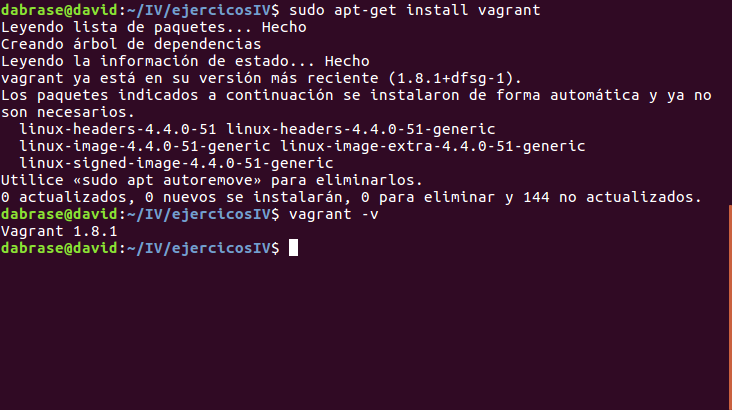 dabrase@david:~/IV/ejercicosIV$ sudo apt-get install vagrant
Leyendo lista de paquetes... Hecho
Creando árbol de dependencias
Leyendo la información de estado... Hecho
vagrant ya está en su versión más reciente (1.8.1+dfsg-1).
Los paquetes indicados a continuación se instalaron de forma automática y ya no
son necesarios.
  linux-headers-4.4.0-51 linux-headers-4.4.0-51-generic
  linux-image-4.4.0-51-generic linux-image-extra-4.4.0-51-generic
  linux-signed-image-4.4.0-51-generic
Utilice «sudo apt autoremove» para eliminarlos.
0 actualizados, 0 nuevos se instalarán, 0 para eliminar y 144 no actualizados.
dabrase@david:~/IV/ejercicosIV$ vagrant -v
Vagrant 1.8.1
dabrase@david:~/IV/ejercicosIV$